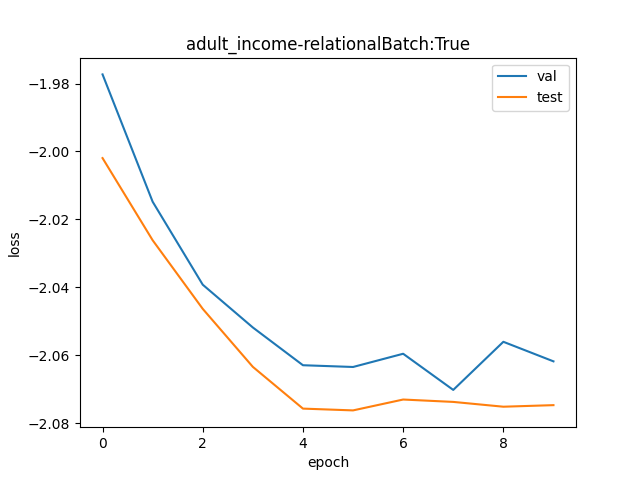 adult_income-relationalBatch:True
val
test
loss
−1.98
−2.00
−2.02
−2.04
−2.06
−2.08
0
2
4
6
8
epoch